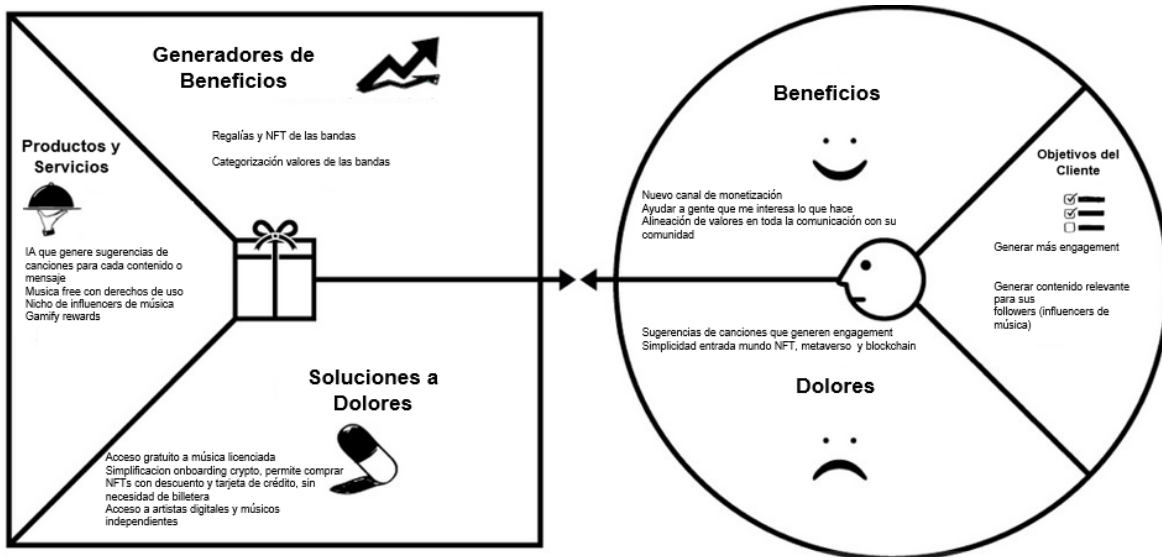 Generadores de
Beneficios
Regalías y NFT de las bandas
Categorización valores de las bandas
Productos y
Servicios
IA que genere sugerencias de
canciones para cada contenido o
mensaje
Musica free con derechos de uso
Nicho de influencers de música
Gamify rewards
Soluciones a
Dolores
Acceso gratuito a música licenciada
Simplificacion onboarding crypto, permite comprar
NFTs con descuento y tarjeta de crédito, sin
necesidad de billetera
Acceso a artistas digitales y músicos
independientes
Beneficios
Nuevo canal de monetización
Ayudar a gente que me interesa lo que hace
Alineación de valores en toda la comunicación con su
comunidad
Objetivos del
Cliente
Generar más engagement
Generar contenido relevante
para sus
followers (influencers de
música)
Sugerencias de canciones que generen engagement
Simplicidad entrada mundo NFT, metaverso y blockchain
Dolores